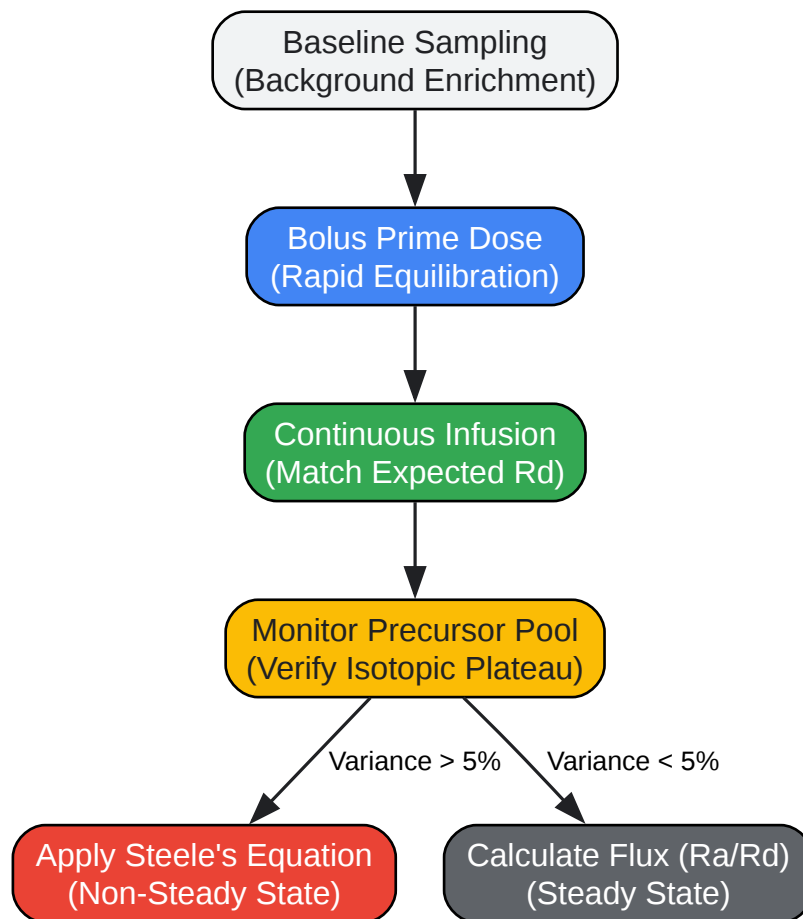 Baseline Sampling
(Background Enrichment)
Bolus Prime Dose
(Rapid Equilibration)
Continuous Infusion
(Match Expected Rd)
Monitor Precursor Pool
(Verify Isotopic Plateau)
Variance > 5%
Variance < 5%
Apply Steele's Equation
(Non-Steady State)
Calculate Flux (Ra/Rd)
(Steady State)